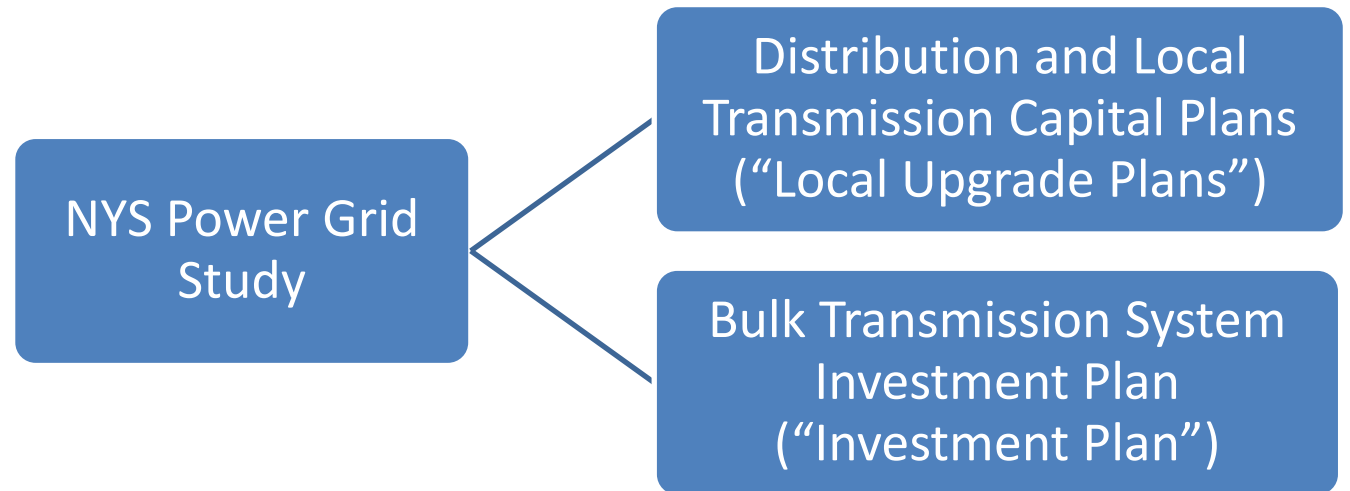 NYS Power Grid
Study
Distribution and Local
Transmission Capital Plans
(“Local Upgrade Plans”)
Bulk Transmission System
Investment Plan
(“Investment Plan”)